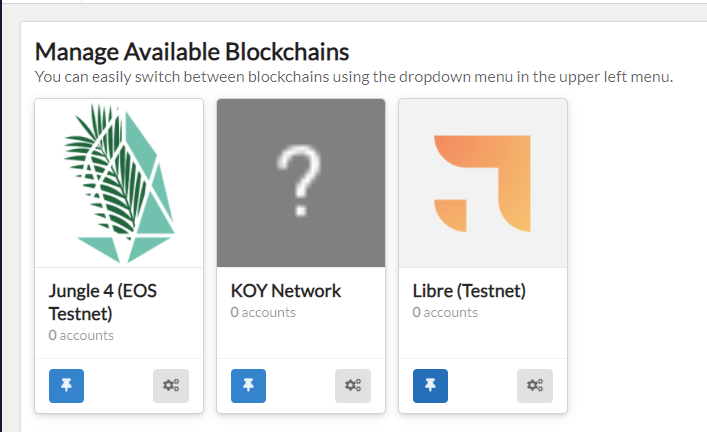 Manage Available Blockchains
You can easily switch between blockchains using the dropdown menu in the upper left menu.
?
Jungle 4 (EOS
Testnet)
0 accounts
KOY Network
0 accounts
Libre (Testnet)
0 accounts